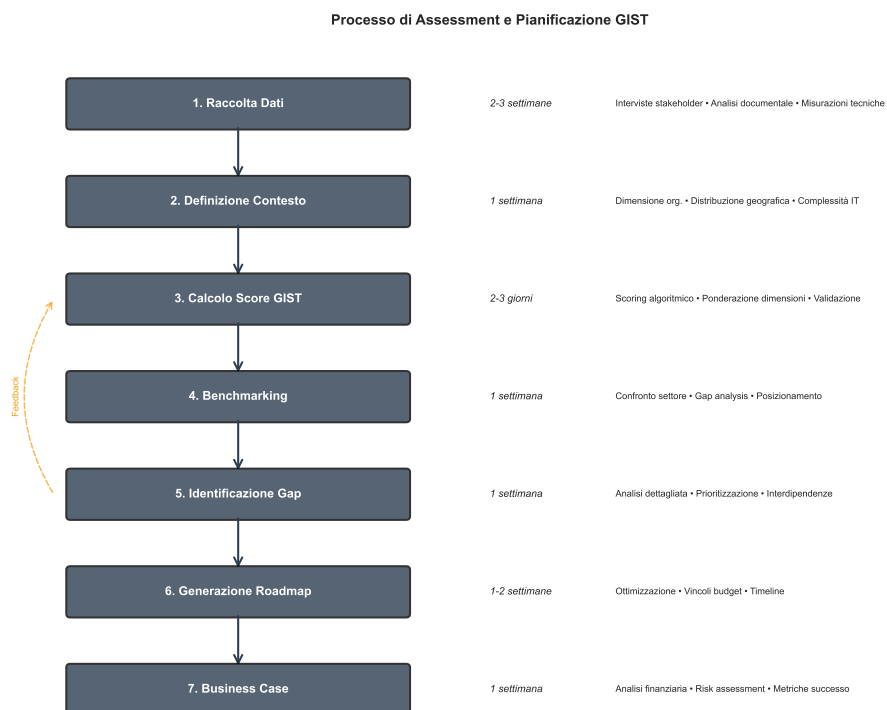 Processo di Assessment e Pianificazione GIST
1. Raccolta Dati
2-3 settimane
Interviste stakeholder • Analisi documentale • Misurazioni tecniche
2. Definizione Contesto
1 settimana
Dimensione org. • Distribuzione geografica • Complessità IT
3. Calcolo Score GIST
2-3 giorni
Scoring algoritmico • Ponderazione dimensioni • Validazione
Feedback
4. Benchmarking
1 settimana
Confronto settore • Gap analysis • Posizionamento
5. Identificazione Gap
1 settimana
Analisi dettagliata • Prioritizzazione • Interdipendenze
6. Generazione Roadmap
1-2 settimane
Ottimizzazione • Vincoli budget • Timeline
7. Business Case
1 settimana
Analisi finanziaria • Risk assessment • Metriche successo